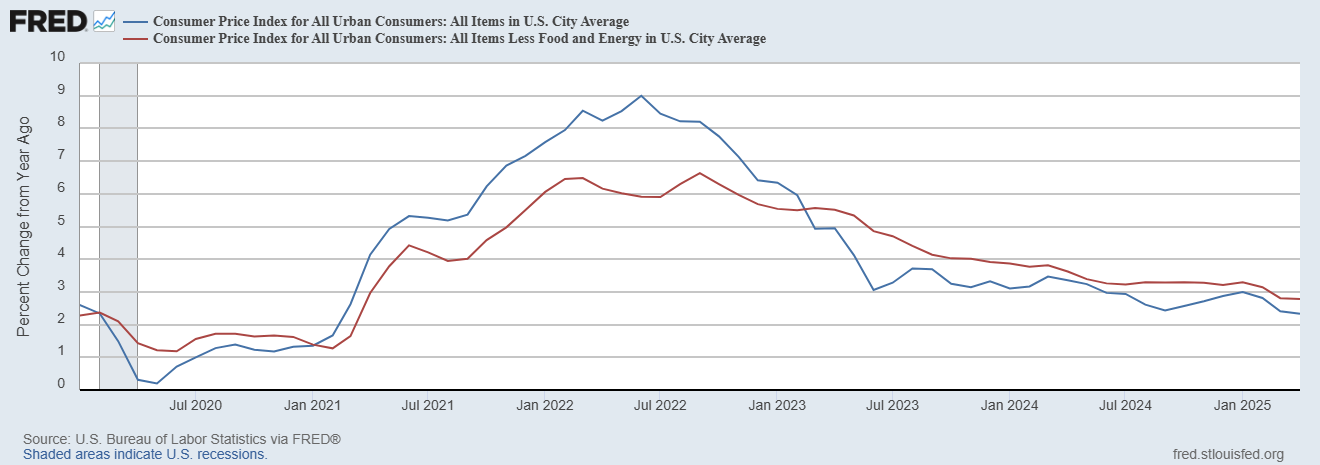 FRED
Consumer Price Index for All Urban Consumers: All Items in U.S. City Average
Consumer Price Index for All Urban Consumers: All Items Less Food and Energy in U.S. City Average
Percent Change from Year Ago
10
9
8
7
6
5
4
3
2
1
0
Jul 2020 Jan 2021 Jul 2021 Jan 2022 Jul 2022 Jan 2023 Jul 2023 Jan 2024 Jul 2024 Jan 2025
Source: U.S. Bureau of Labor Statistics via FRED®
Shaded areas indicate U.S. recessions.
fred.stlouisfed.org